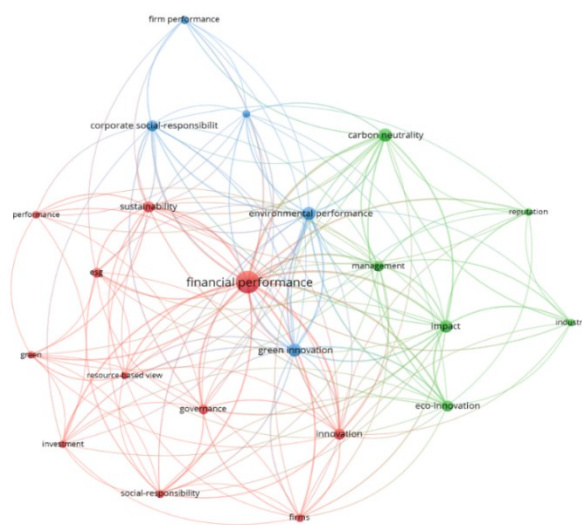 firm performance
corporate social-responsibilit
carbon neutrality
sustainability
performance
environmental performance
reputation
esg
management
financial performance
impact
industry
green
green innovation
resource-based view
governance
eco-innovation
investment
innovation
social-responsibility
firms